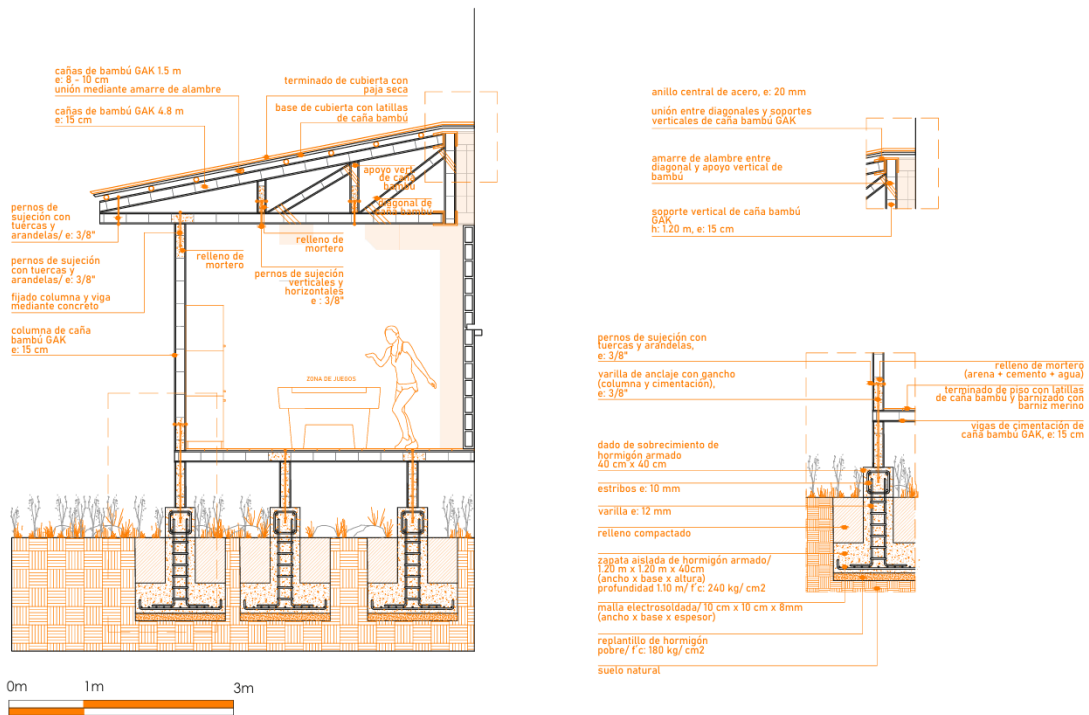 cañas de bambú GAK 1.5 m
e: 8 - 10 cm
unión mediante amarre de alambre
cañas de bambú GAK 4.8 m
e: 15 cm
terminado de cubierta con
paja seca
base de cubierta con latillas
de caña bambú
apoyo vert.
de caña
bambú
diagonal de
caña bambú
pernos de
sujeción con
tuercas y
arandelas/ e: 3/8"
pernos de sujeción
con tuercas y
arandelas/ e: 3/8"
fijado columna y viga
mediante concreto
columna de caña
bambú GAK
e: 15 cm
relleno de
mortero
relleno de
mortero
pernos de sujeción
verticales y
horizontales
e : 3/8"
ZONA DE JUEGOS
0m
1m
3m
anillo central de acero, e: 20 mm
unión entre diagonales y soportes
verticales de caña bambú GAK
amarre de alambre entre
diagonal y apoyo vertical de
bambú
soporte vertical de caña bambú
GAK
h: 1.20 m, e: 15 cm
pernos de sujeción con
tuercas y arandelas,
e: 3/8"
varilla de anclaje con gancho
(columna y cimentación),
e: 3/8"
dado de sobrecimiento de
hormigón armado
40 cm x 40 cm
estribos e: 10 mm
varilla e: 12 mm
relleno compactado
zapata aislada de hormigón armado/
1.20 m x 1.20 m x 40cm
(ancho x base x altura)
profundidad 1.10 m/ f´c: 240 kg/ cm2
malla electrosoldada/ 10 cm x 10 cm x 8mm
(ancho x base x espesor)
replantillo de hormigón
pobre/ f´c: 180 kg/ cm2
suelo natural
relleno de mortero
(arena + cemento + agua)
terminado de piso con latillas
de caña bambú y barnizado con
barniz merino
vigas de cimentación de
caña bambú GAK, e: 15 cm